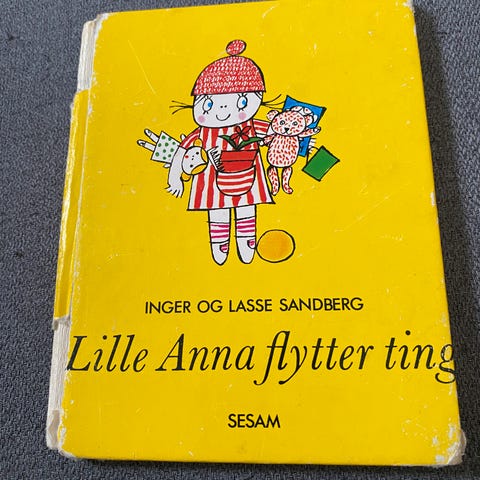 INGER OG LASSE SANDBERG
Lille Anna flytter ting
SESAM